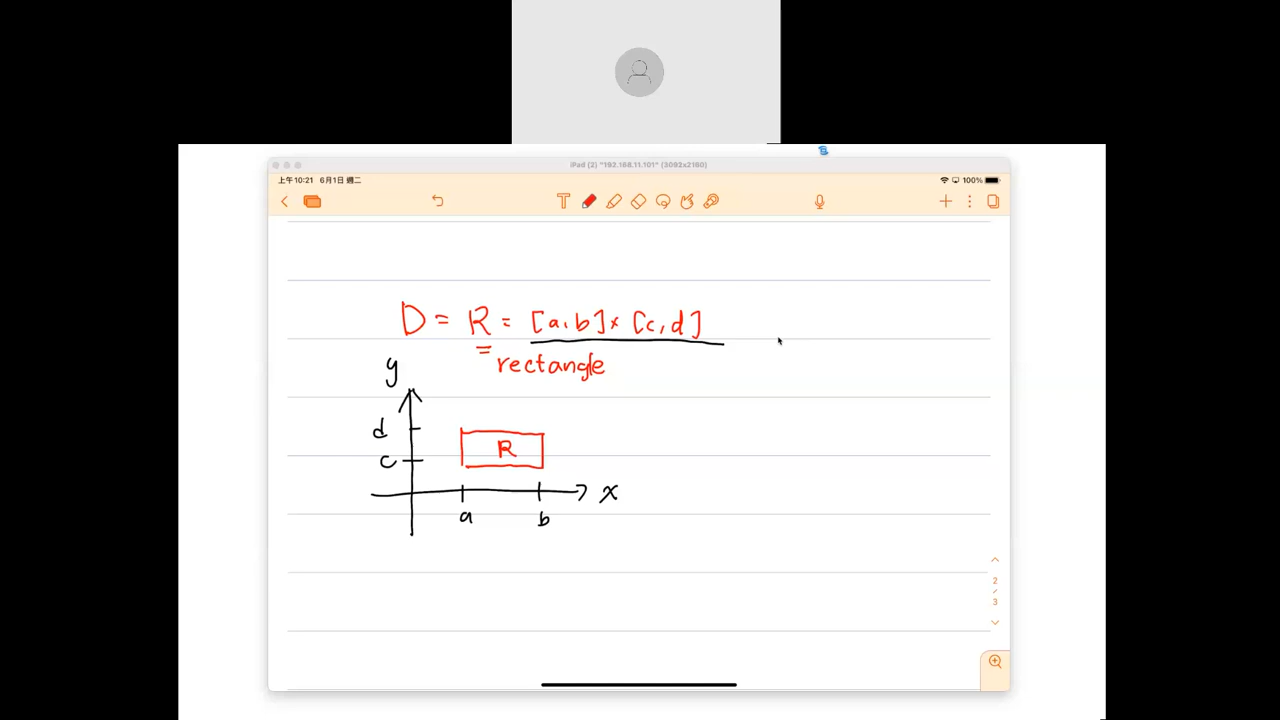 iPad (2) "192.188.11.101" (3092x2160)
上午10:21 6月1日 週二
100%
T
D = R = [a,b] × [c,d]
rectangle
y
d
R
c
x
a
b
2
/
3